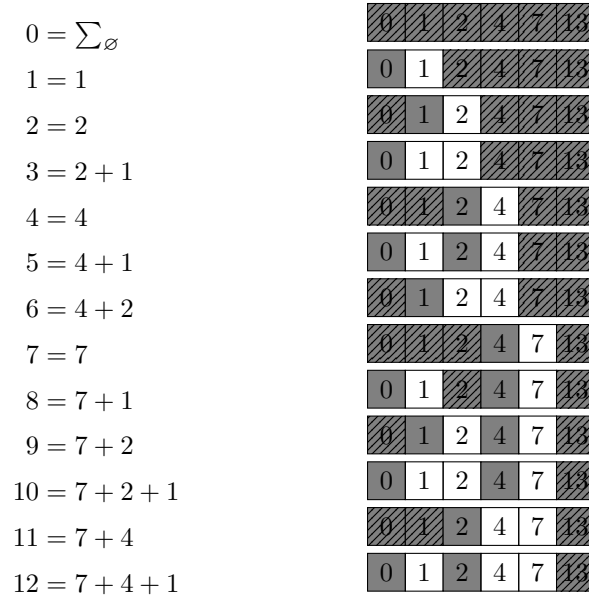 0 = ∑∅ 0 1 2 4 7 13
1 = 1 0 1 2 4 7 13
2 = 2 0 1 2 4 7 13
3 = 2 + 1 0 1 2 4 7 13
4 = 4 0 1 2 4 7 13
5 = 4 + 1 0 1 2 4 7 13
6 = 4 + 2 0 1 2 4 7 13
7 = 7 0 1 2 4 7 13
8 = 7 + 1 0 1 2 4 7 13
9 = 7 + 2 0 1 2 4 7 13
10 = 7 + 2 + 1 0 1 2 4 7 13
11 = 7 + 4 0 1 2 4 7 13
12 = 7 + 4 + 1 0 1 2 4 7 13